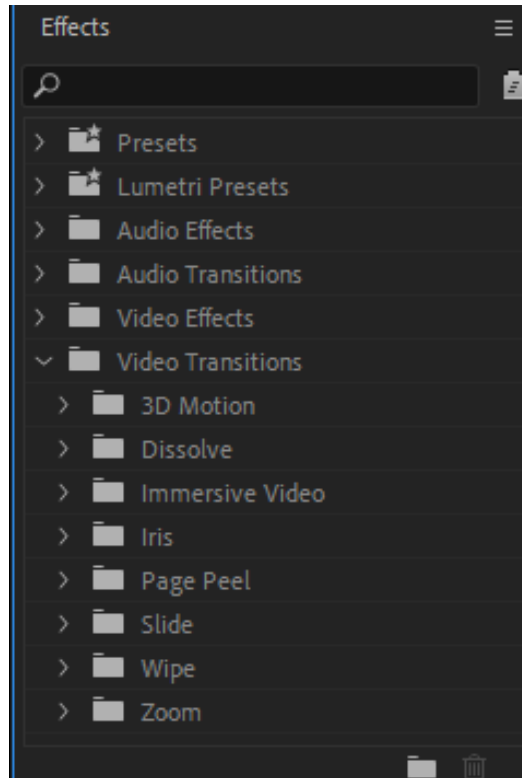 Effects
Presets
Lumetri Presets
Audio Effects
Audio Transitions
Video Effects
Video Transitions
3D Motion
Dissolve
Immersive Video
Iris
Page Peel
Slide
Wipe
Zoom